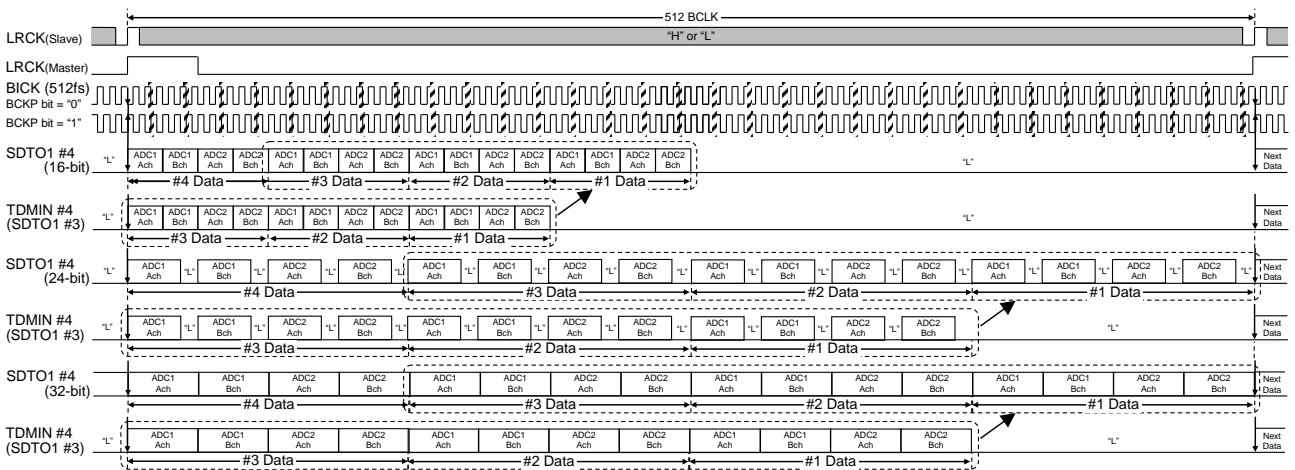 512 BCLK
LRCK(Slave) "H" or "L"
LRCK(Master)
BICK (512fs)
BCKP bit = "0"
BCKP bit = "1"
SDTO1 #4
(16-bit)
"L" ADC1 Ach ADC1 Bch ADC2 Ach ADC2 Bch ADC1 Ach ADC1 Bch ADC2 Ach ADC2 Bch ADC1 Ach ADC1 Bch ADC2 Ach ADC2 Bch ADC1 Ach ADC1 Bch ADC2 Ach ADC2 Bch "L" Next Data
#4 Data #3 Data #2 Data #1 Data
TDMIN #4
(SDTO1 #3)
"L" ADC1 Ach ADC1 Bch ADC2 Ach ADC2 Bch ADC1 Ach ADC1 Bch ADC2 Ach ADC2 Bch ADC1 Ach ADC1 Bch ADC2 Ach ADC2 Bch "L" Next Data
#3 Data #2 Data #1 Data
SDTO1 #4
(24-bit)
"L" ADC1 Ach "L" ADC1 Bch "L" ADC2 Ach "L" ADC2 Bch "L" ADC1 Ach "L" ADC1 Bch "L" ADC2 Ach "L" ADC2 Bch "L" ADC1 Ach "L" ADC1 Bch "L" ADC2 Ach "L" ADC2 Bch "L" ADC1 Ach "L" ADC1 Bch "L" ADC2 Ach "L" ADC2 Bch "L" Next Data
#4 Data #3 Data #2 Data #1 Data
TDMIN #4
(SDTO1 #3)
"L" ADC1 Ach "L" ADC1 Bch "L" ADC2 Ach "L" ADC2 Bch "L" ADC1 Ach "L" ADC1 Bch "L" ADC2 Ach "L" ADC2 Bch "L" ADC1 Ach "L" ADC1 Bch "L" ADC2 Ach "L" ADC2 Bch "L" Next Data
#3 Data #2 Data #1 Data
SDTO1 #4
(32-bit)
ADC1 Ach ADC1 Bch ADC2 Ach ADC2 Bch ADC1 Ach ADC1 Bch ADC2 Ach ADC2 Bch ADC1 Ach ADC1 Bch ADC2 Ach ADC2 Bch ADC1 Ach ADC1 Bch ADC2 Ach ADC2 Bch Next Data
#4 Data #3 Data #2 Data #1 Data
TDMIN #4
(SDTO1 #3)
"L" ADC1 Ach ADC1 Bch ADC2 Ach ADC2 Bch ADC1 Ach ADC1 Bch ADC2 Ach ADC2 Bch ADC1 Ach ADC1 Bch ADC2 Ach ADC2 Bch "L" Next Data
#3 Data #2 Data #1 Data